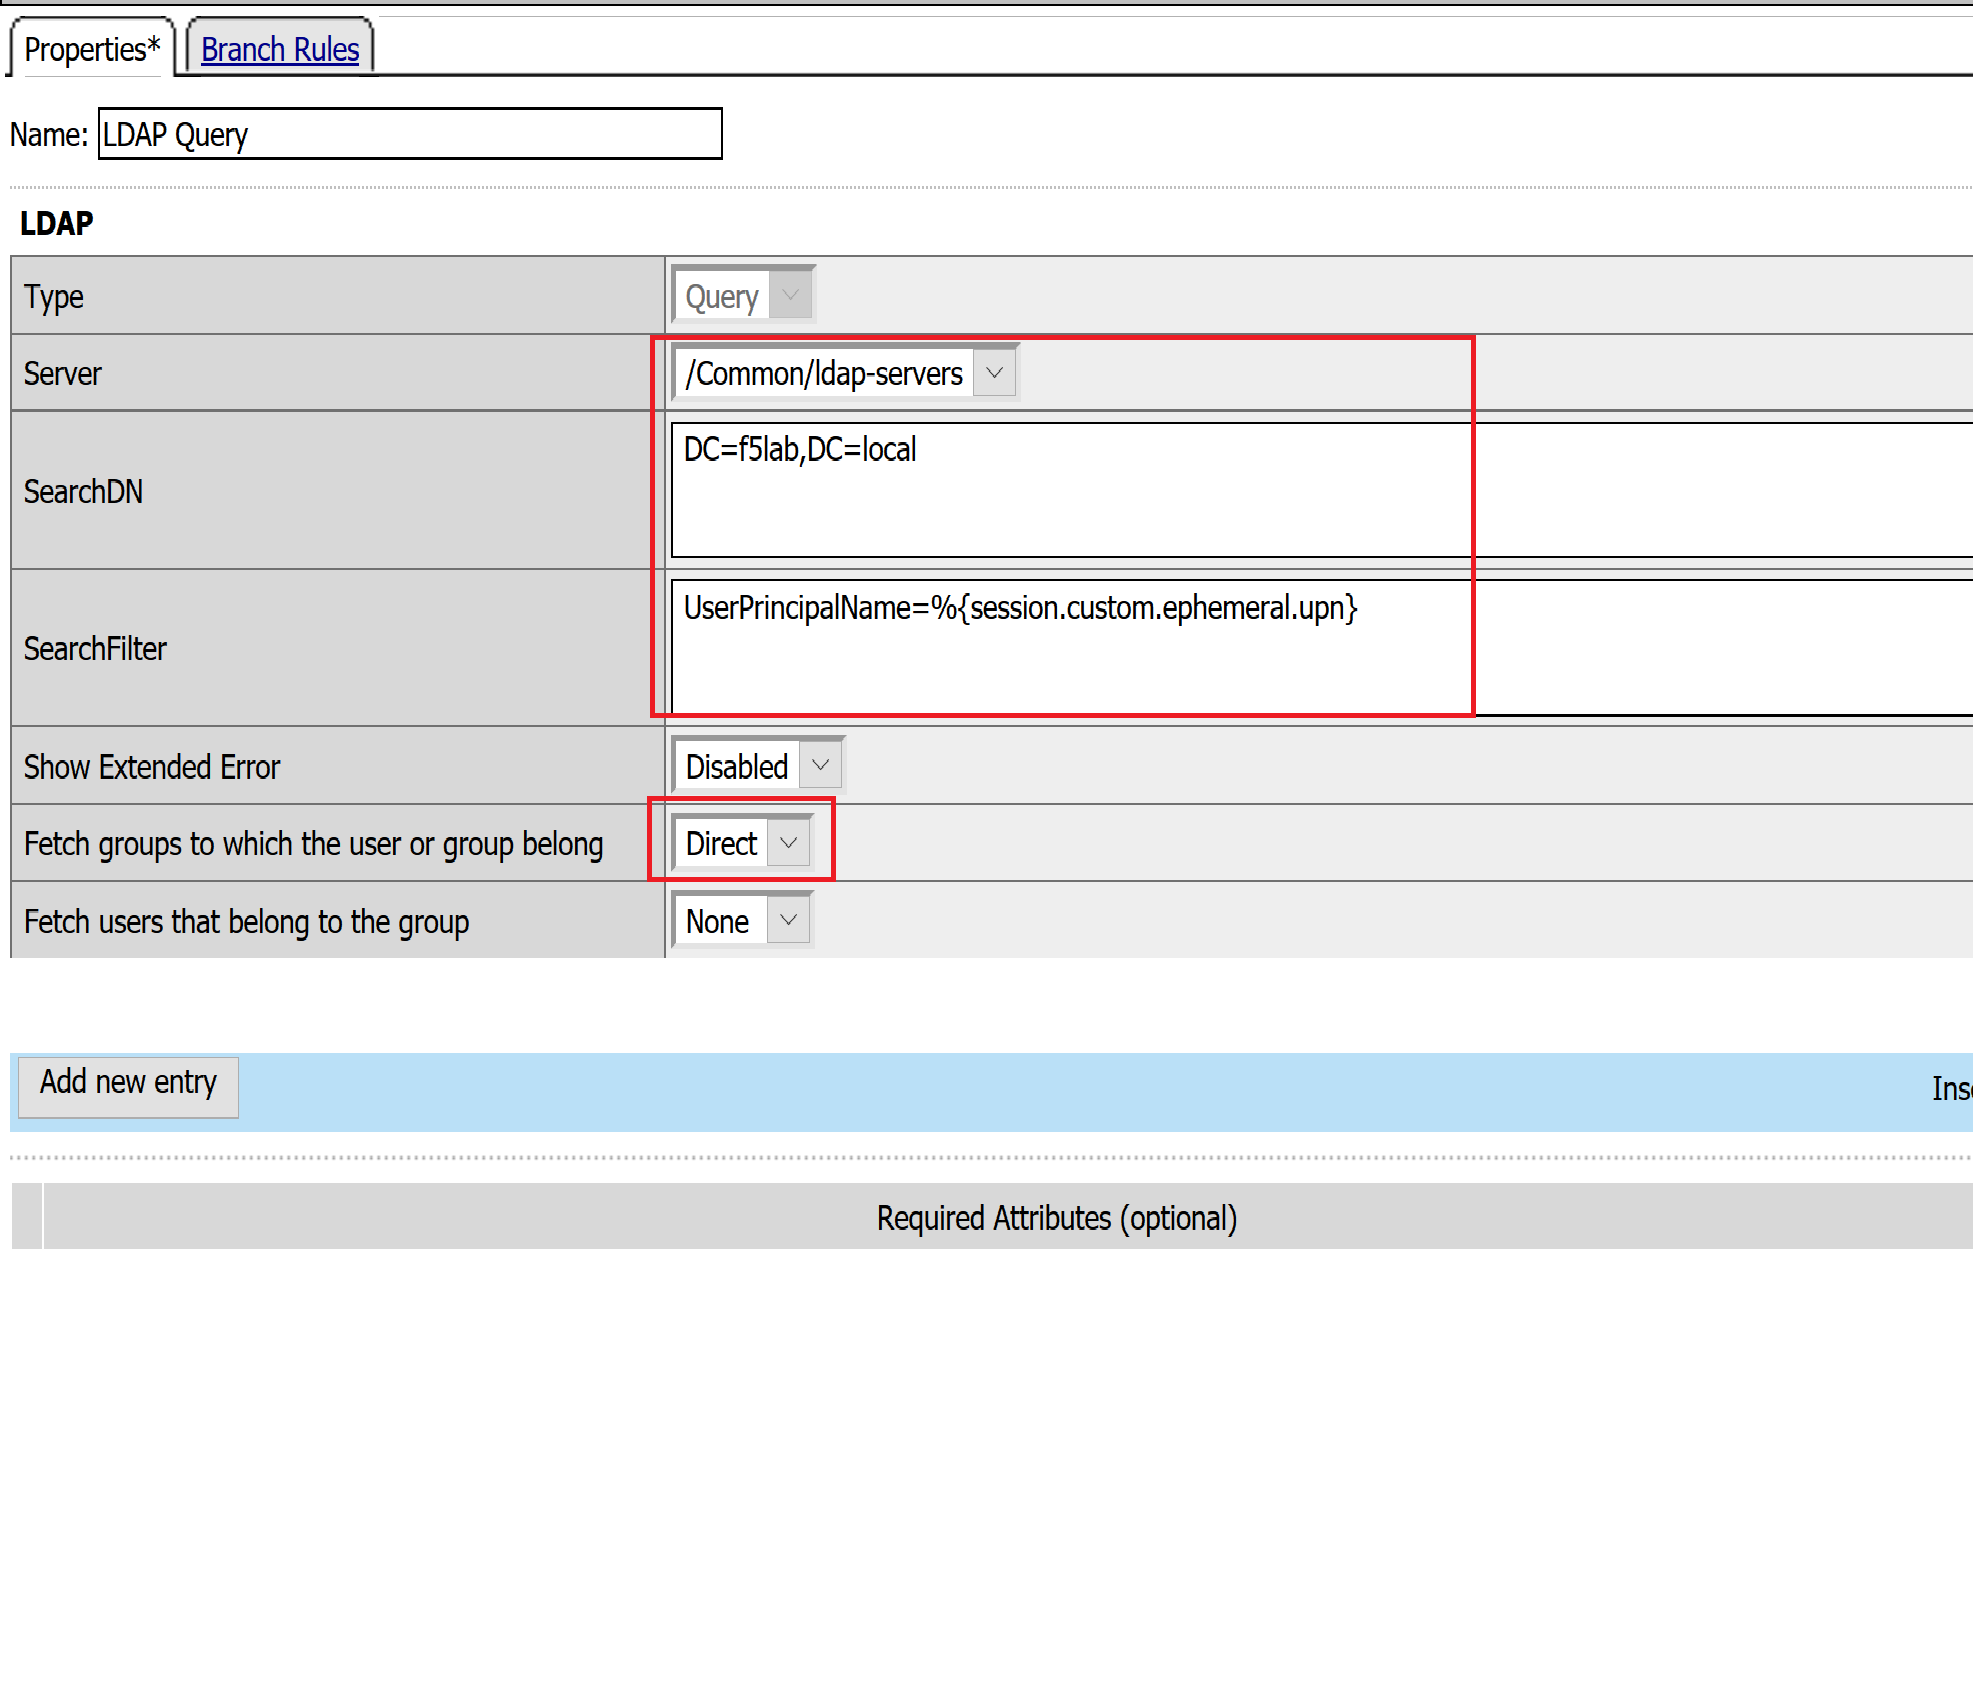 Properties* Branch Rules
Name: LDAP Query
LDAP
Type Query
Server /Common/ldap-servers
SearchDN DC=f5lab,DC=local
SearchFilter UserPrincipalName=%{session.custom.ephemeral.upn}
Show Extended Error Disabled
Fetch groups to which the user or group belong Direct
Fetch users that belong to the group None
Add new entry
Required Attributes (optional)